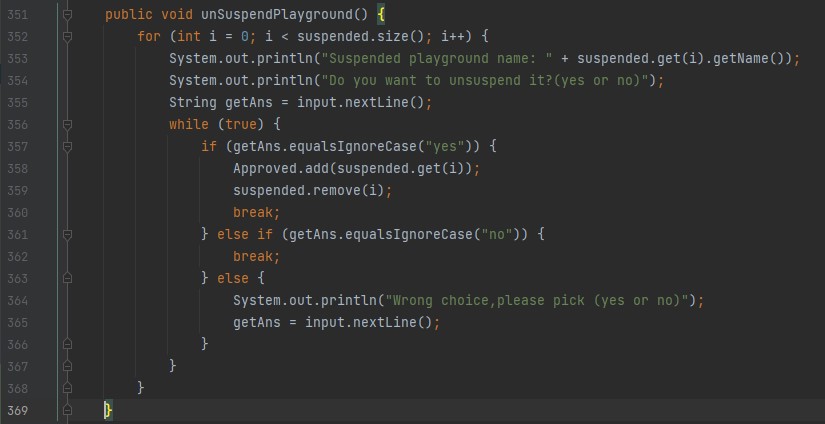 351 public void unSuspendPlayground() {
352 for (int i = 0; i < suspended.size(); i++) {
353 System.out.println("Suspended playground name: " + suspended.get(i).getName());
354 System.out.println("Do you want to unsuspend it?(yes or no)");
355 String getAns = input.nextLine();
356 while (true) {
357 if (getAns.equalsIgnoreCase("yes")) {
358 Approved.add(suspended.get(i));
359 suspended.remove(i);
360 break;
361 } else if (getAns.equalsIgnoreCase("no")) {
362 break;
363 } else {
364 System.out.println("Wrong choice,please pick (yes or no)");
365 getAns = input.nextLine();
366 }
367 }
368 }
369 }